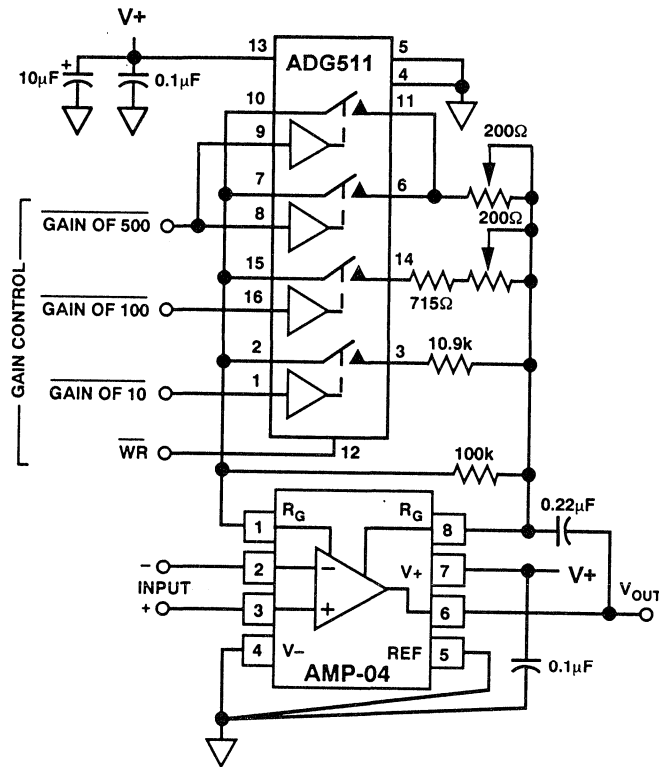 V+
13
ADG511
5
4
10µF
+
0.1µF
10
11
9
200Ω
7
6
GAIN OF 500
8
200Ω
15
14
GAIN CONTROL
16
715Ω
GAIN OF 100
2
3
10.9k
1
GAIN OF 10
WR
12
100k
0.22µF
1
RG
RG
8
–
2
–
V+
7
V+
INPUT
VOUT
+
3
+
6
4
V–
REF
5
0.1µF
AMP-04